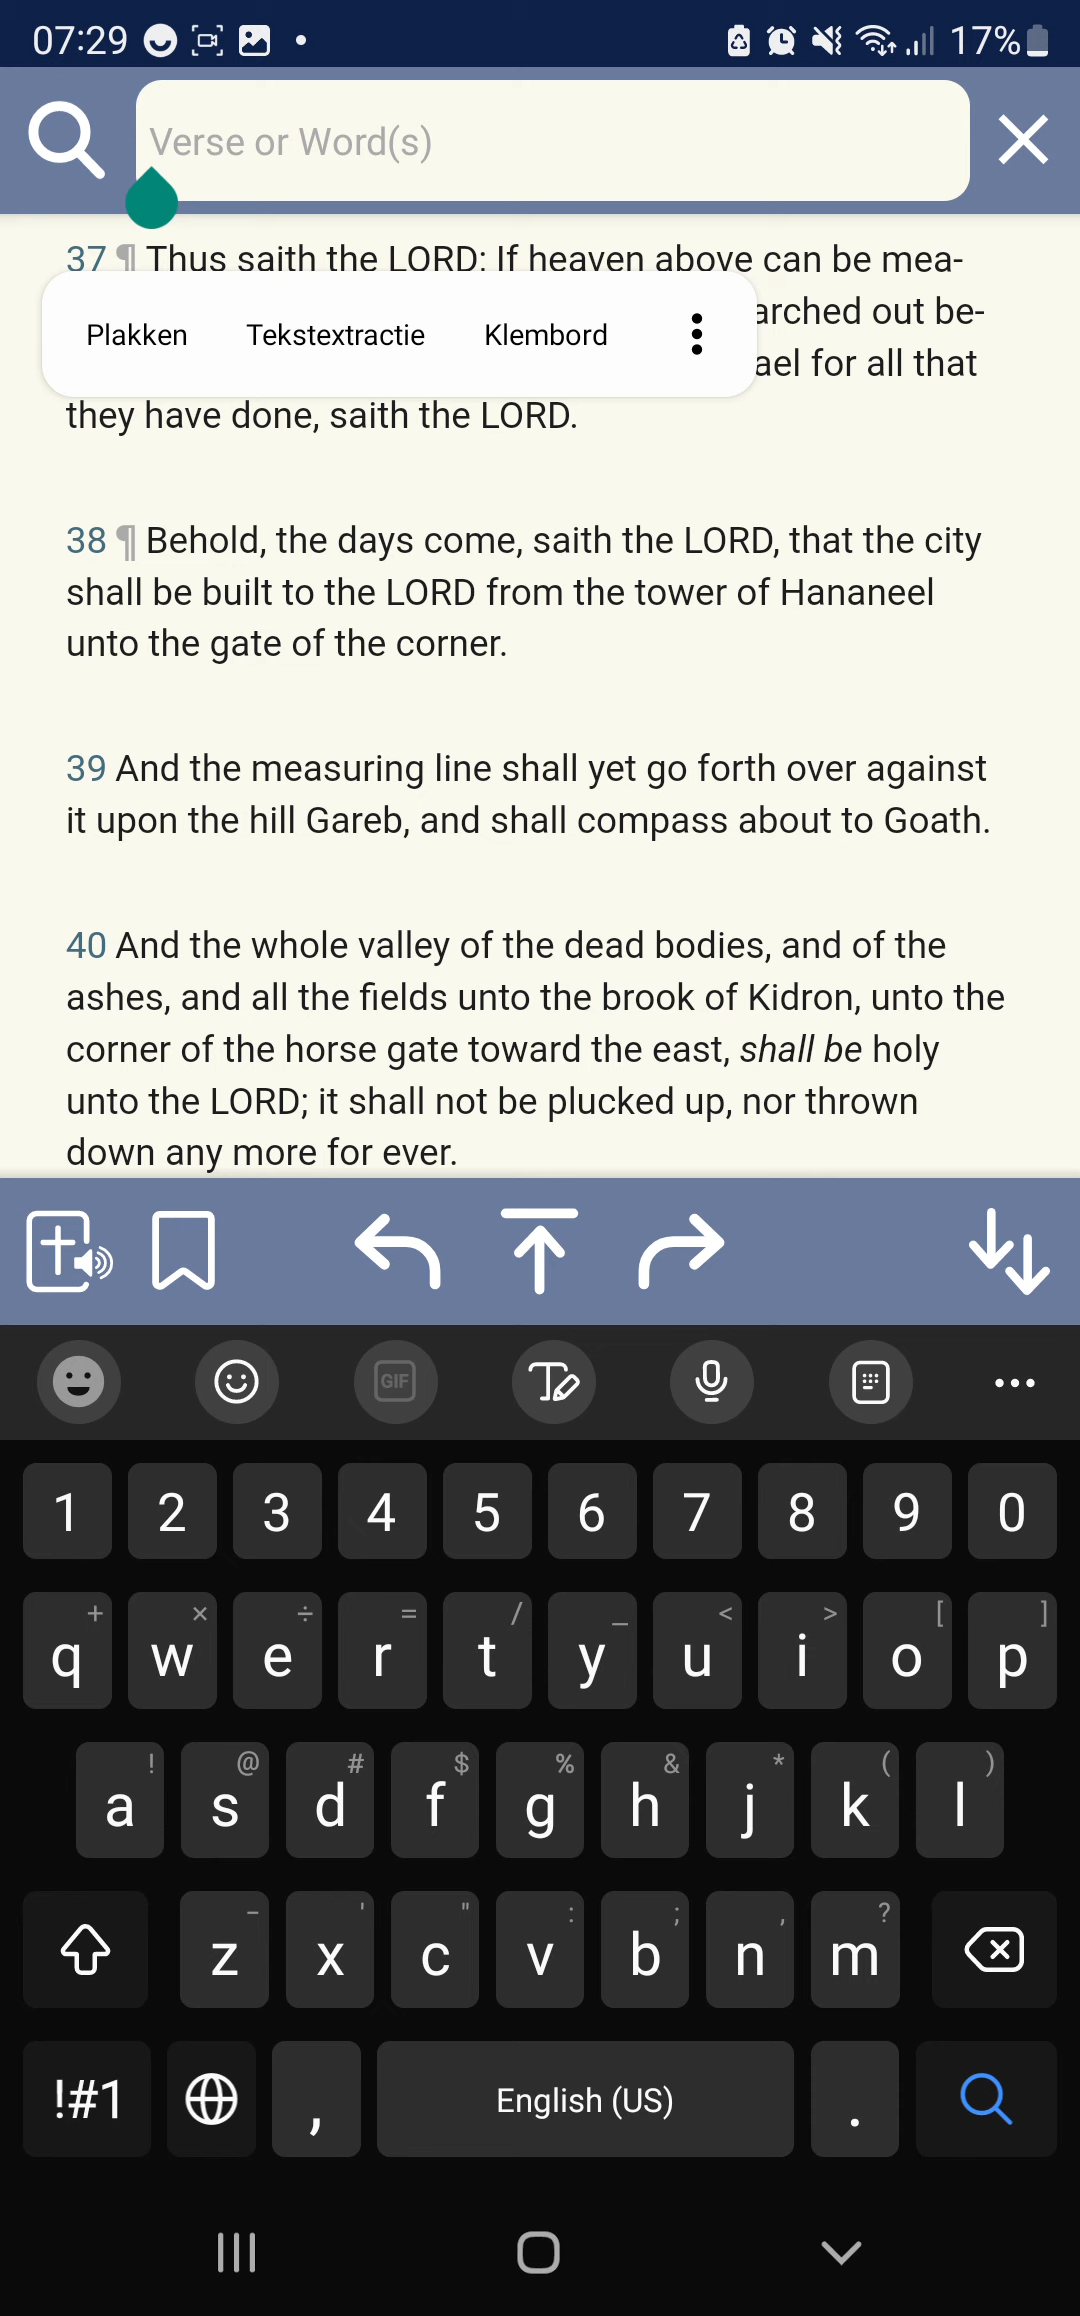 07:29 17%
Verse or Word(s)
37 ¶ Thus saith the LORD; If heaven above can be mea-
arched out be-
ael for all that
they have done, saith the LORD.
Plakken Tekstextractie Klembord
38 ¶ Behold, the days come, saith the LORD, that the city
shall be built to the LORD from the tower of Hananeel
unto the gate of the corner.
39 And the measuring line shall yet go forth over against
it upon the hill Gareb, and shall compass about to Goath.
40 And the whole valley of the dead bodies, and of the
ashes, and all the fields unto the brook of Kidron, unto the
corner of the horse gate toward the east, shall be holy
unto the LORD; it shall not be plucked up, nor thrown
down any more for ever.
GIF
1 2 3 4 5 6 7 8 9 0
+ × ÷ = / _ < > [ ]
q w e r t y u i o p
! @ # $ % & * ( )
a s d f g h j k l
- ' " : ; , ?
z x c v b n m
!#1 , English (US) .